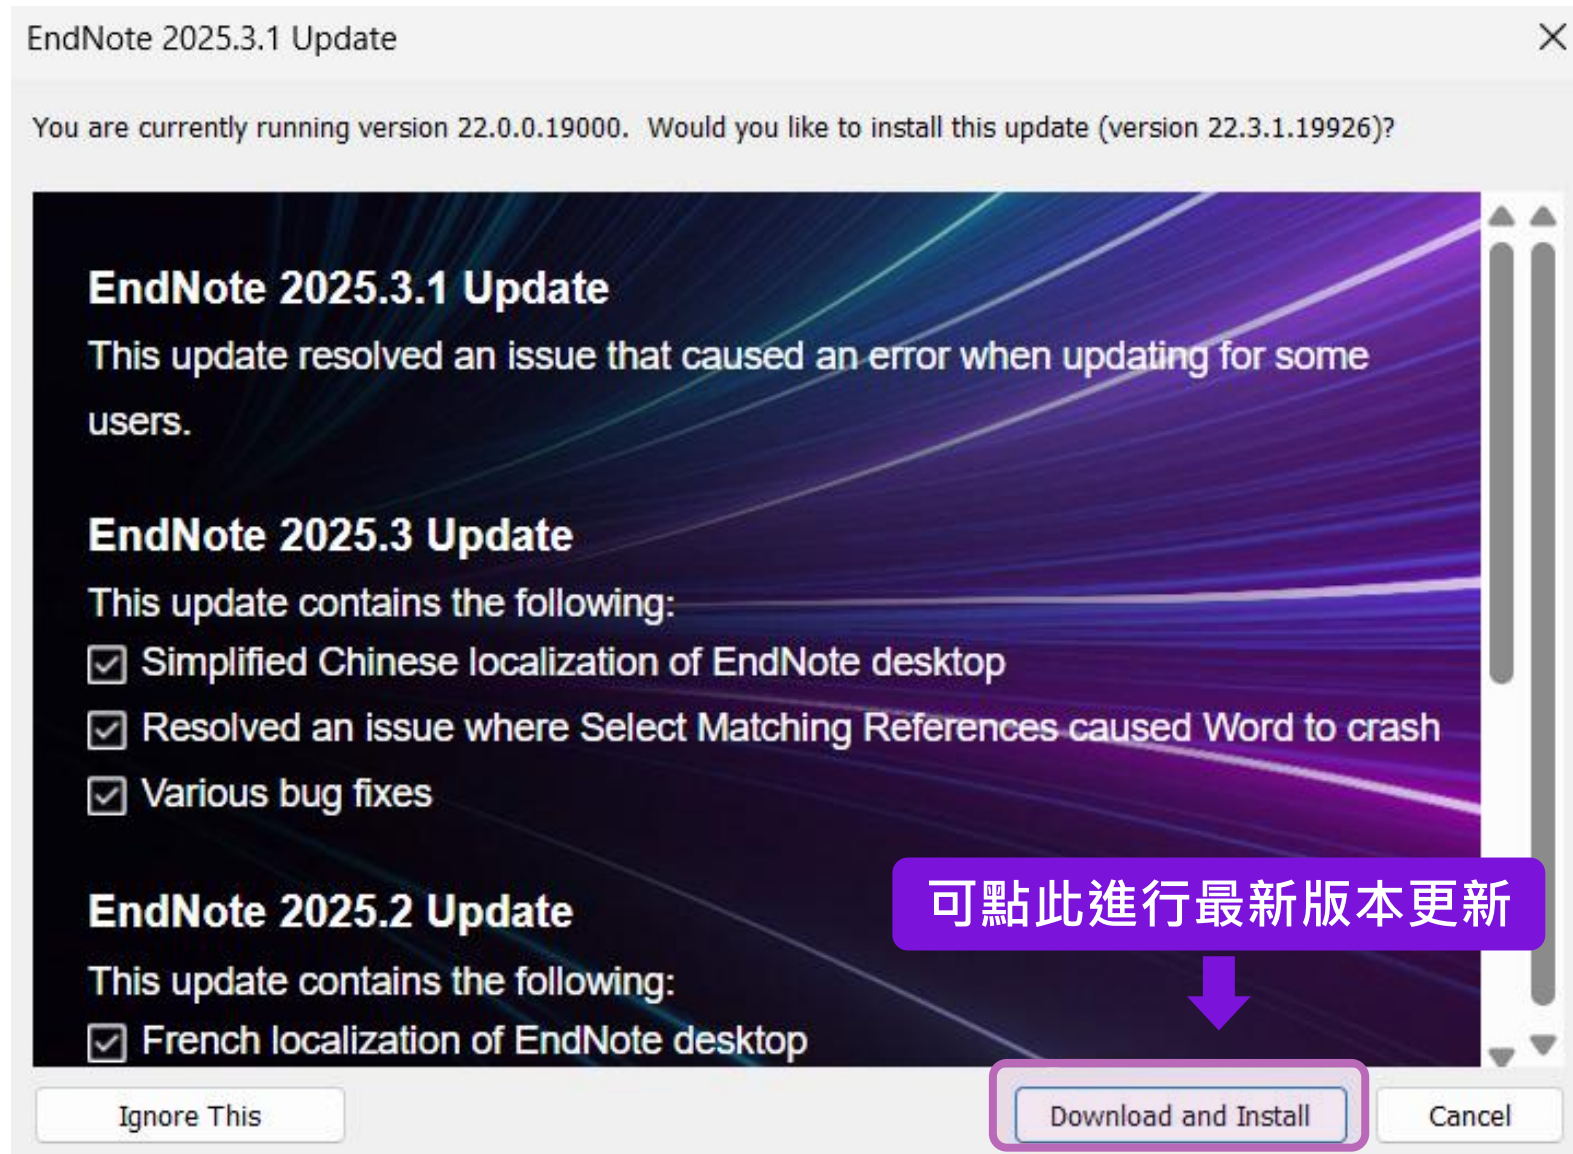 EndNote 2025.3.1 Update
You are currently running version 22.0.0.19000.  Would you like to install this update (version 22.3.1.19926)?
EndNote 2025.3.1 Update
This update resolved an issue that caused an error when updating for some
users.
EndNote 2025.3 Update
This update contains the following:
Simplified Chinese localization of EndNote desktop
Resolved an issue where Select Matching References caused Word to crash
Various bug fixes
可點此進行最新版本更新
EndNote 2025.2 Update
This update contains the following:
French localization of EndNote desktop
Ignore This
Download and Install
Cancel